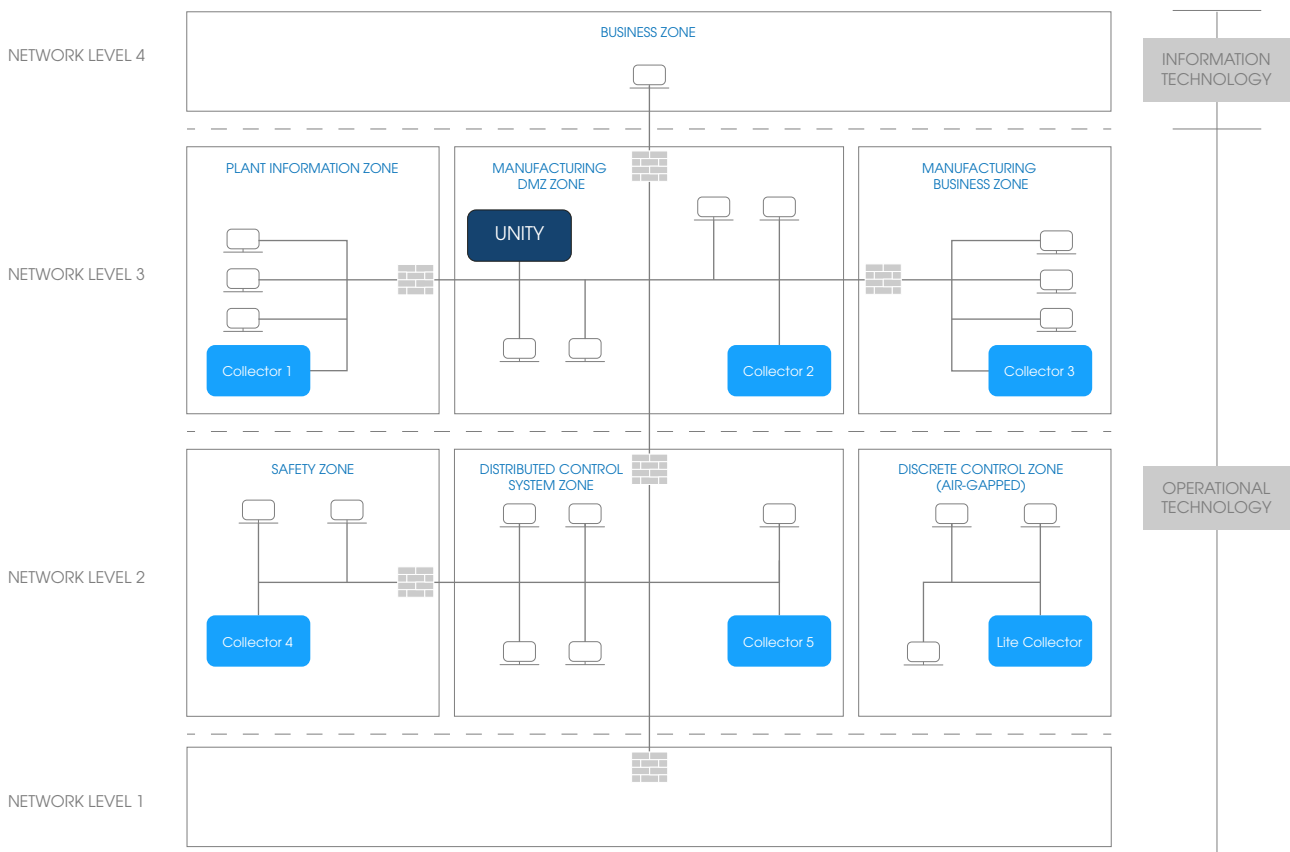 NETWORK LEVEL 4
BUSINESS ZONE
INFORMATION
TECHNOLOGY
NETWORK LEVEL 3
PLANT INFORMATION ZONE
MANUFACTURING
DMZ ZONE
MANUFACTURING
BUSINESS ZONE
UNITY
Collector 1
Collector 2
Collector 3
NETWORK LEVEL 2
SAFETY ZONE
DISTRIBUTED CONTROL
SYSTEM ZONE
DISCRETE CONTROL ZONE
(AIR-GAPPED)
OPERATIONAL
TECHNOLOGY
Collector 4
Collector 5
Lite Collector
NETWORK LEVEL 1